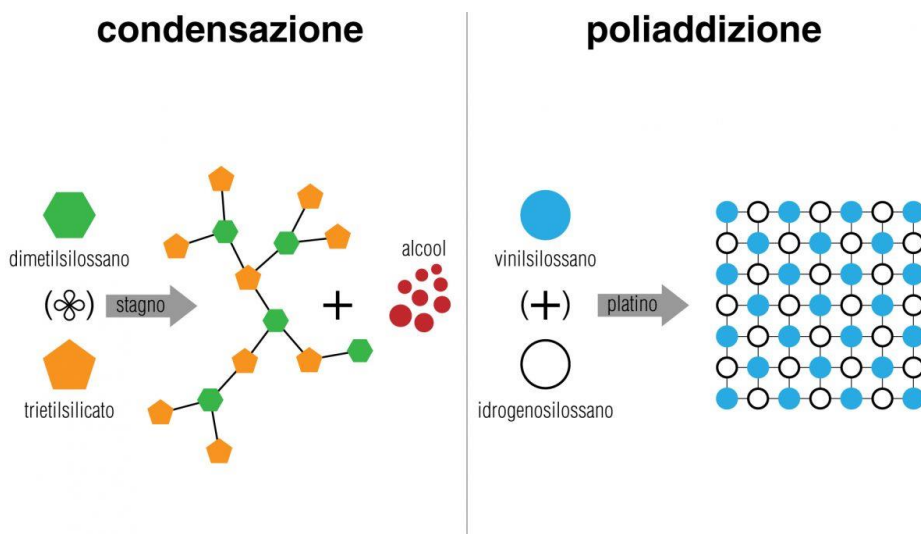 condensazione
dimetilsilossano
stagno
trietilsilicato
+
alcool
poliaddizione
vinilsilossano
(+)
platino
idrogenosilossano